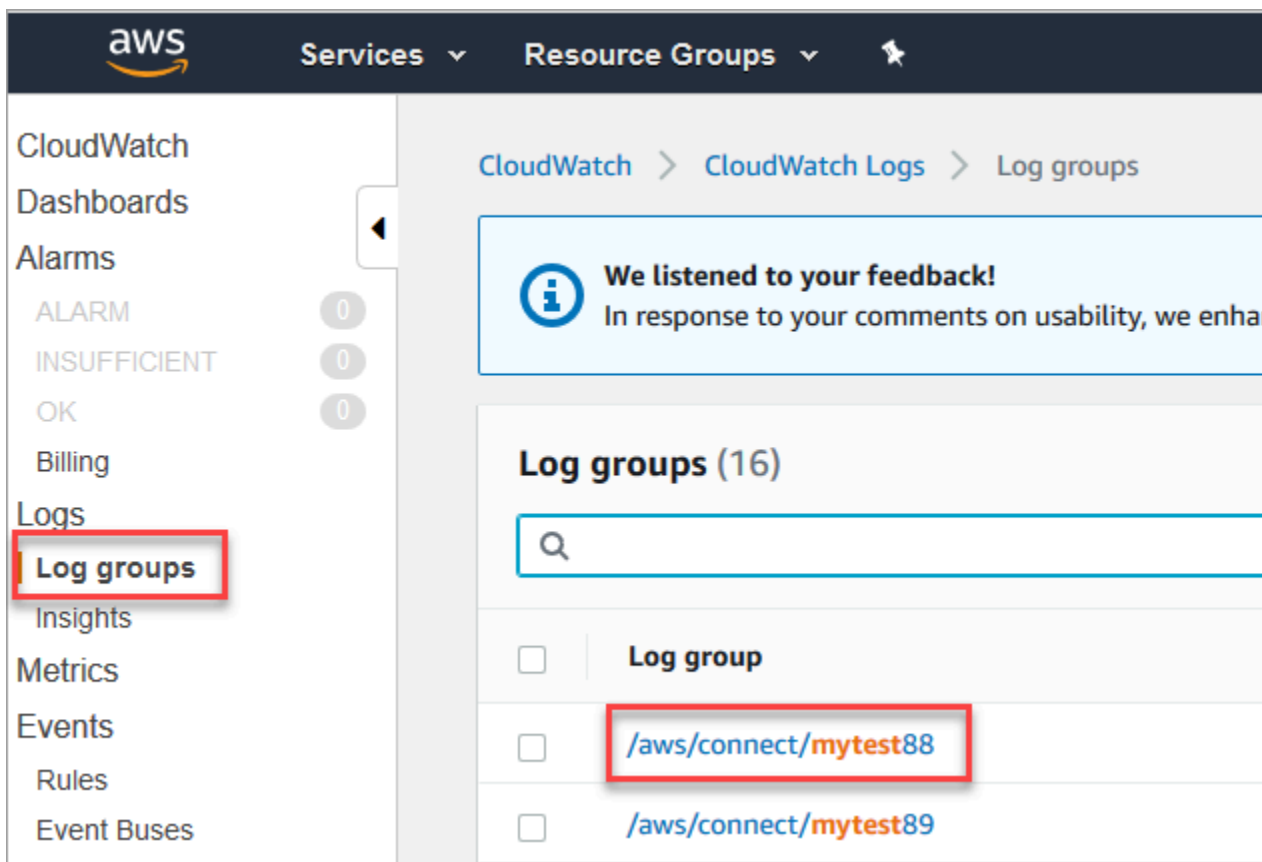 aws
Services
Resource Groups
CloudWatch
Dashboards
Alarms
ALARM 0
INSUFFICIENT 0
OK 0
Billing
Logs
Log groups
Insights
Metrics
Events
Rules
Event Buses
CloudWatch > CloudWatch Logs > Log groups
We listened to your feedback!
In response to your comments on usability, we enha
Log groups (16)
Log group
/aws/connect/mytest88
/aws/connect/mytest89